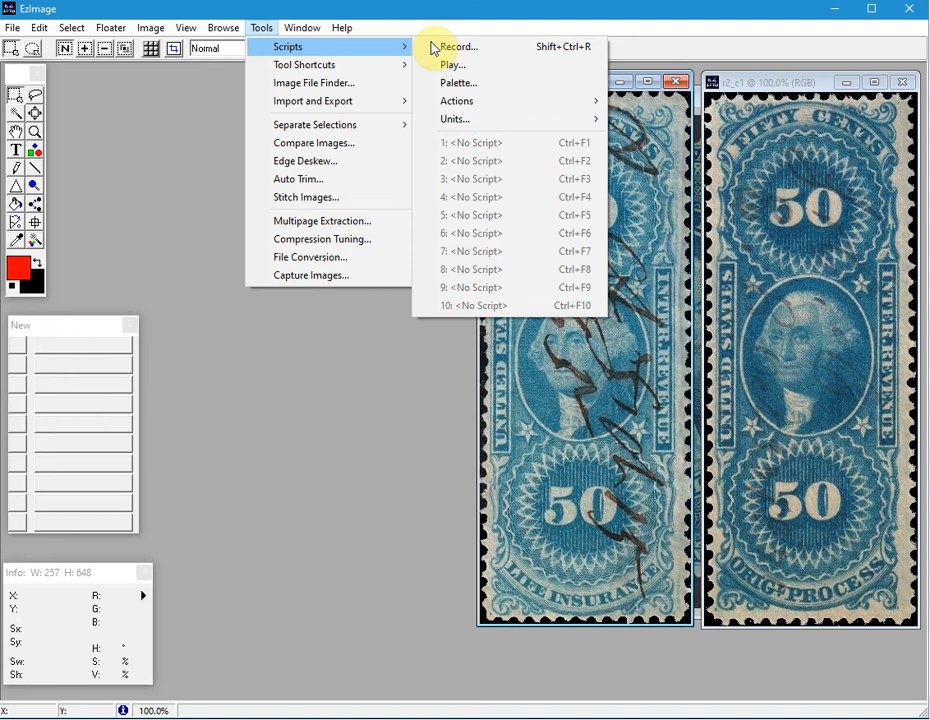 EzImage
File Edit Select Floater Image View Browse Tools Window Help
Normal
Scripts
Tool Shortcuts
Image File Finder...
Import and Export
Separate Selections
Compare Images...
Edge Deskew...
Auto Trim...
Stitch Images...
Multipage Extraction...
Compression Tuning...
File Conversion...
Capture Images...
Record... Shift+Ctrl+R
Play...
Palette...
Actions
Units...
1: <No Script> Ctrl+F1
2: <No Script> Ctrl+F2
3: <No Script> Ctrl+F3
4: <No Script> Ctrl+F4
5: <No Script> Ctrl+F5
6: <No Script> Ctrl+F6
7: <No Script> Ctrl+F7
8: <No Script> Ctrl+F8
9: <No Script> Ctrl+F9
10: <No Script> Ctrl+F10
r2_c1 @ 100.0% (RGB)
FIFTY CENTS
50
UNITED STATES
INTER.REVENUE
50
ORIG'L PROCESS
UNITED STA
INTER.REVENUE
50
LIFE INSURANCE
New
Info: W: 257 H: 648
X: R:
Y: G:
B:
Sx:
Sy:
H: °
Sw: S: %
Sh: V: %
X: Y: 100.0%